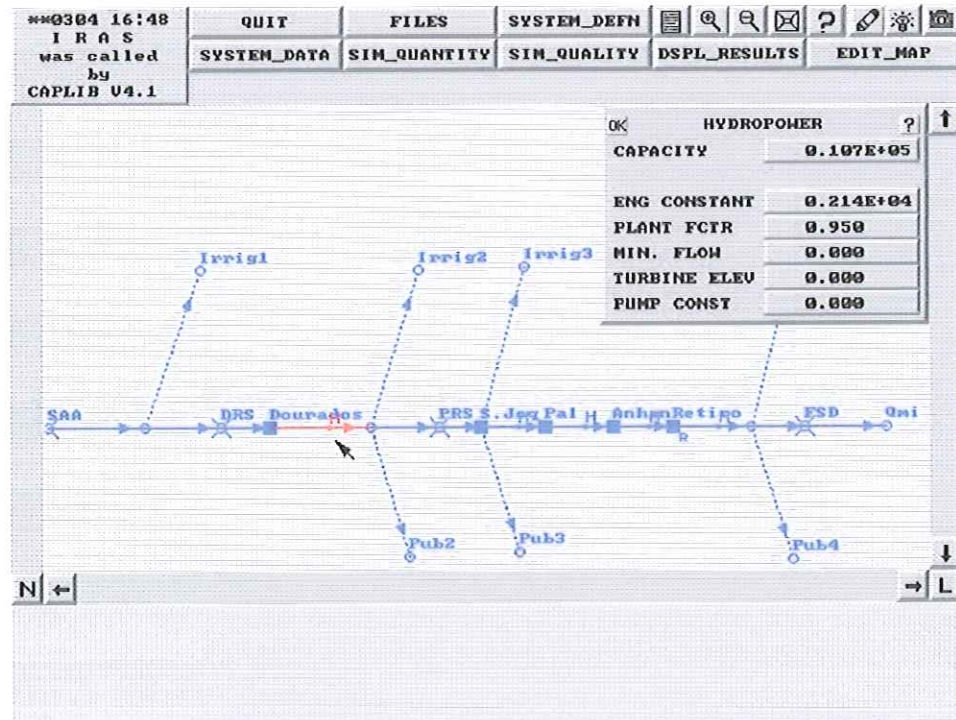 **0304 16:48
I R A S
was called
by
CAPLIB V4.1
QUIT FILES SYSTEM_DEFN ?
SYSTEM_DATA SIM_QUANTITY SIM_QUALITY DSPL_RESULTS EDIT_MAP
OK HYDROPOWER ?
CAPACITY 0.107E+05
ENG CONSTANT 0.214E+04
PLANT FCTR 0.950
MIN. FLOW 0.000
TURBINE ELEV 0.000
PUMP CONST 0.000
Irrig1 Irrig2 Irrig3
SAA DRS Dourados PRS S.Joq Pal H Anhan Retiro ESD Qmi
H
R
Pub2 Pub3 Pub4
N L